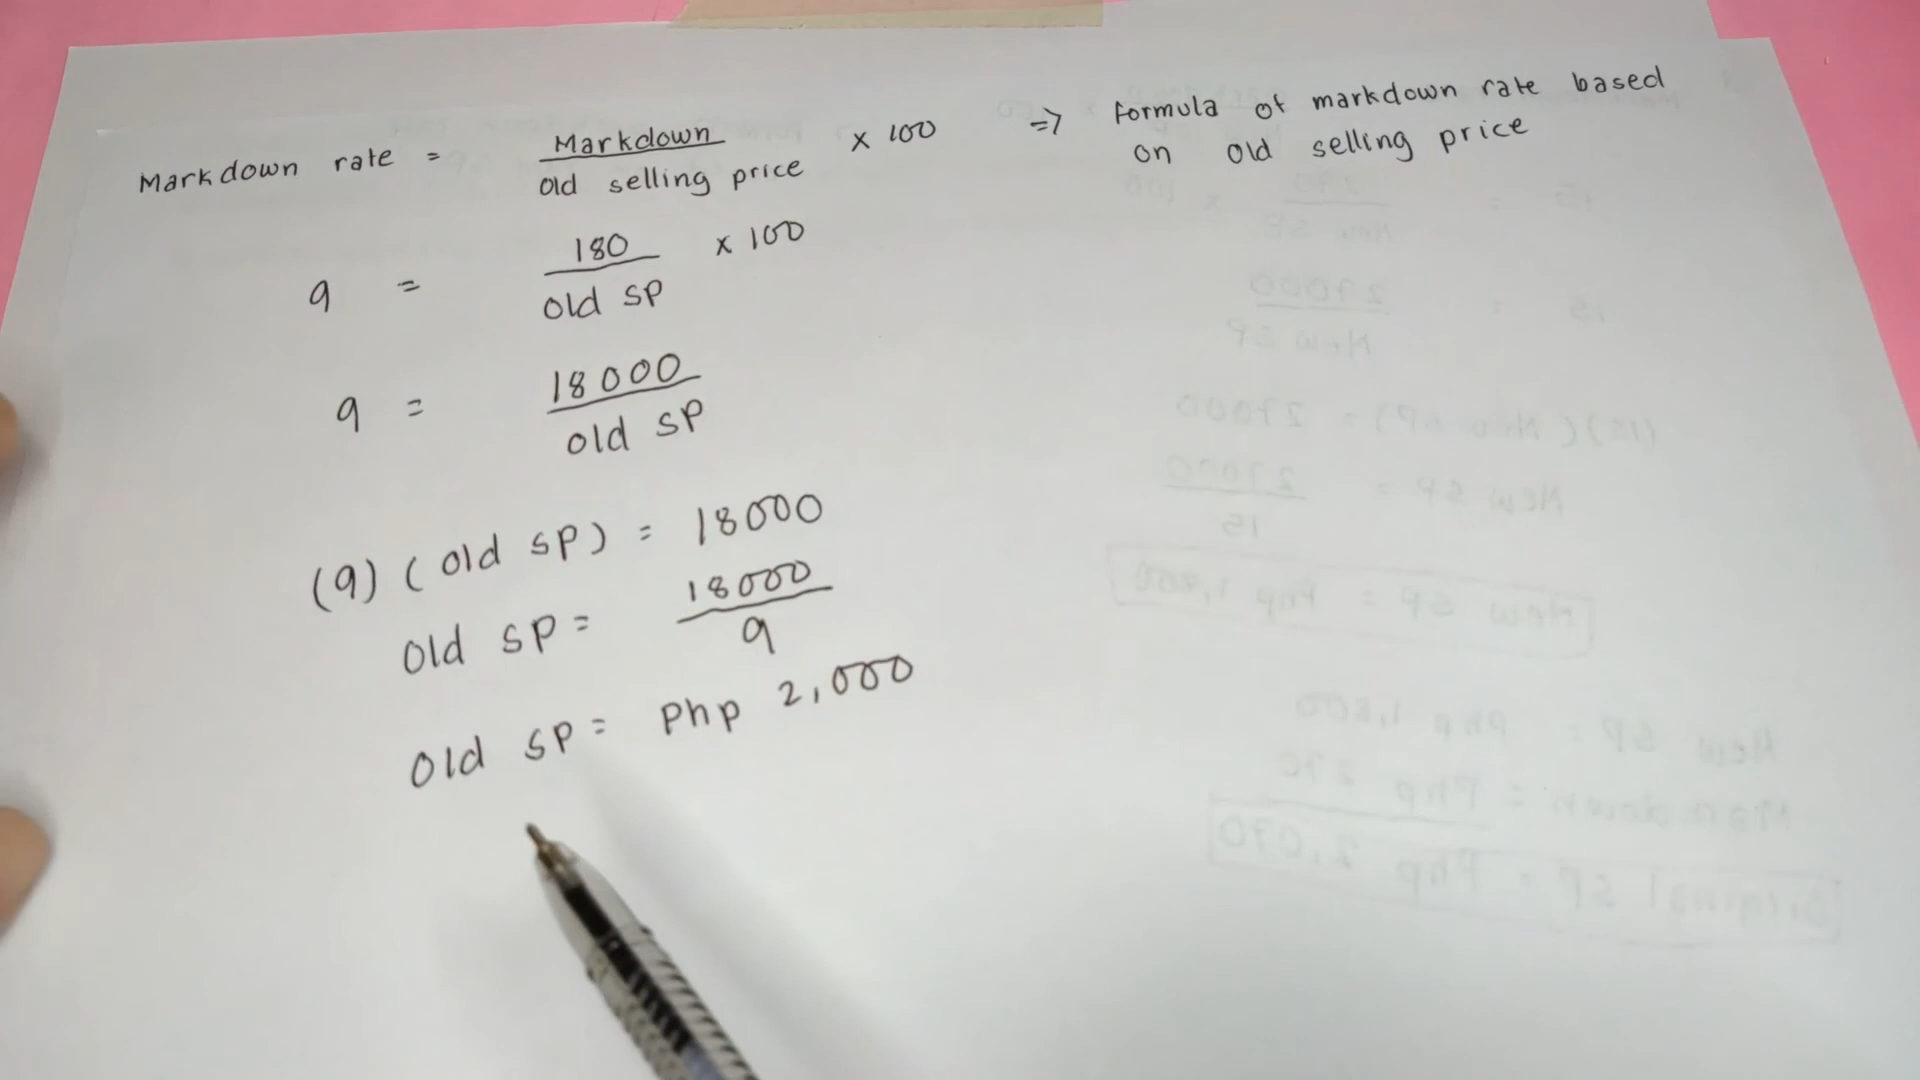 Markdown rate = Markdown / Old selling price x 100 => Formula of markdown rate based on old selling price
9 = 180 / Old SP x 100
9 = 18000 / Old SP
(9) (Old SP) = 18000
Old SP = 18000 / 9
Old SP = Php 2,000